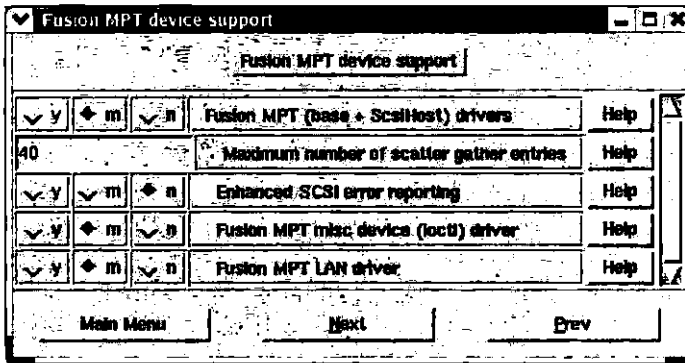 Fusion MPT device support
Fusion MPT device support
y m n Fusion MPT (base + ScsiHost) drivers Help
40 Maximum number of scatter gather entries Help
y m n Enhanced SCSI error reporting Help
y m n Fusion MPT misc device (ioctl) driver Help
y m n Fusion MPT LAN driver Help
Main Menu Next Prev